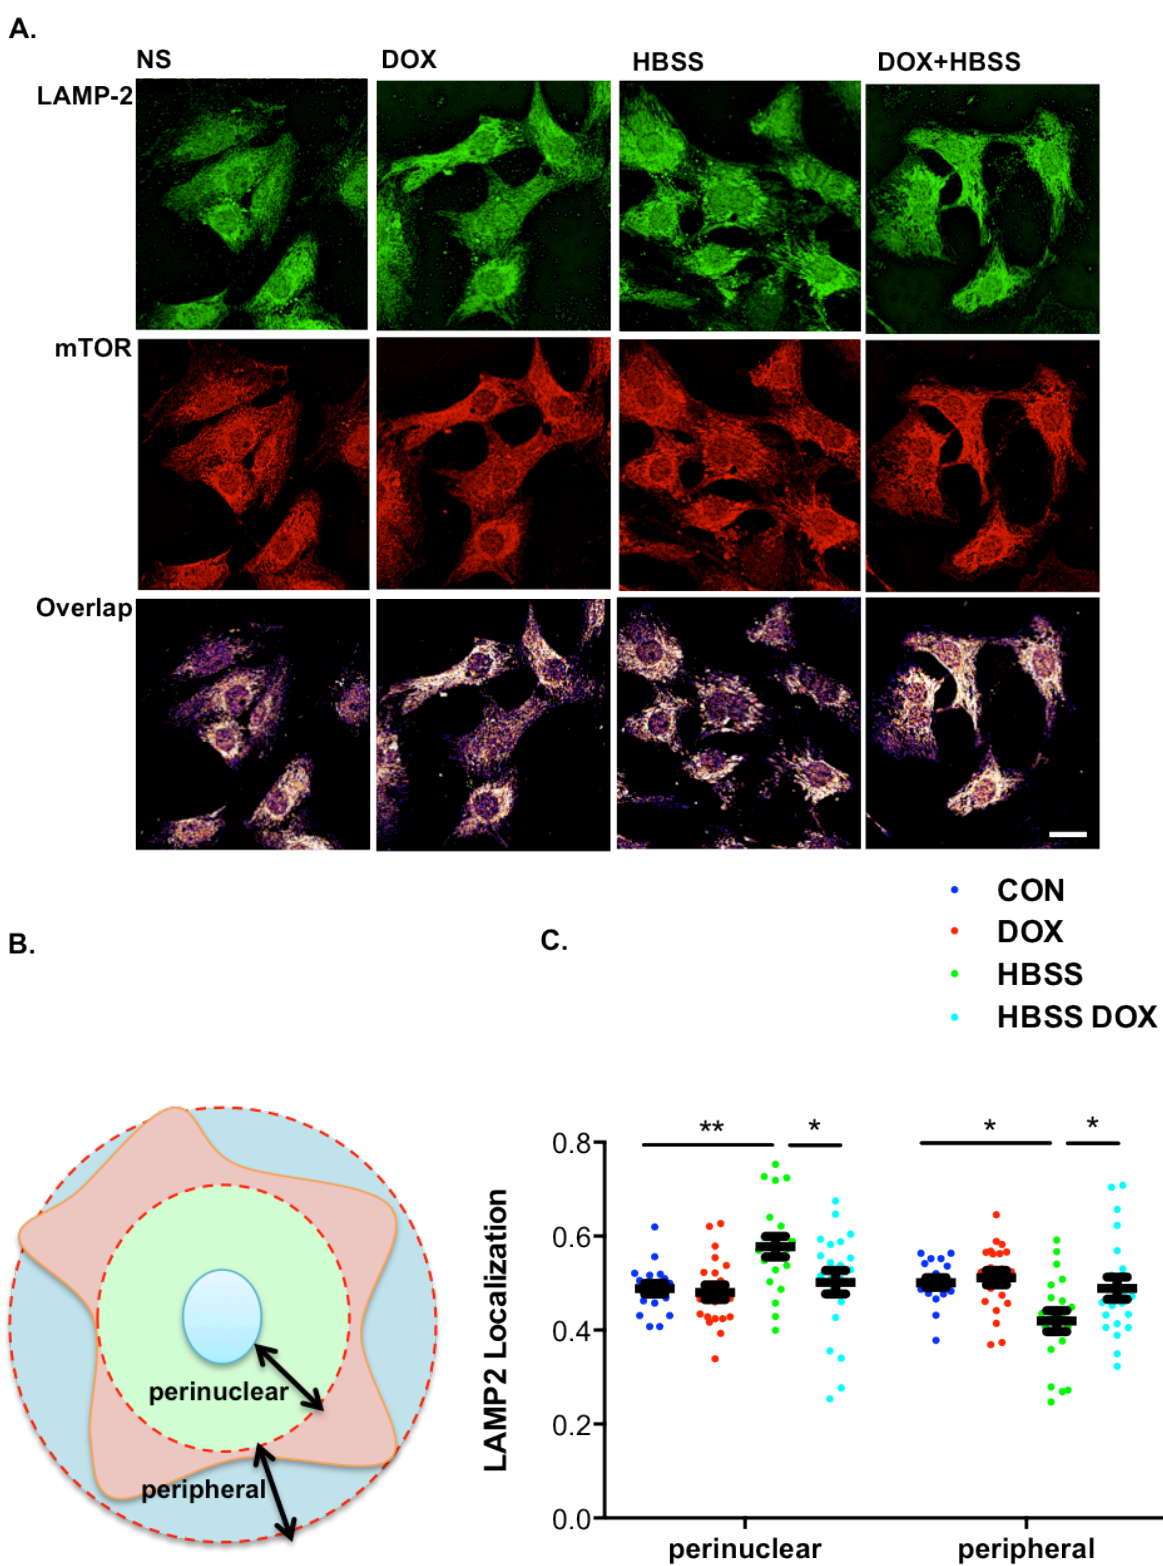 A.
NS DOX HBSS DOX+HBSS
LAMP-2
mTOR
Overlap
CON
DOX
HBSS
HBSS DOX
B.
perinuclear
peripheral
C.
** * * *
0.8
0.6
0.4
0.2
0.0
LAMP2 Localization
perinuclear peripheral